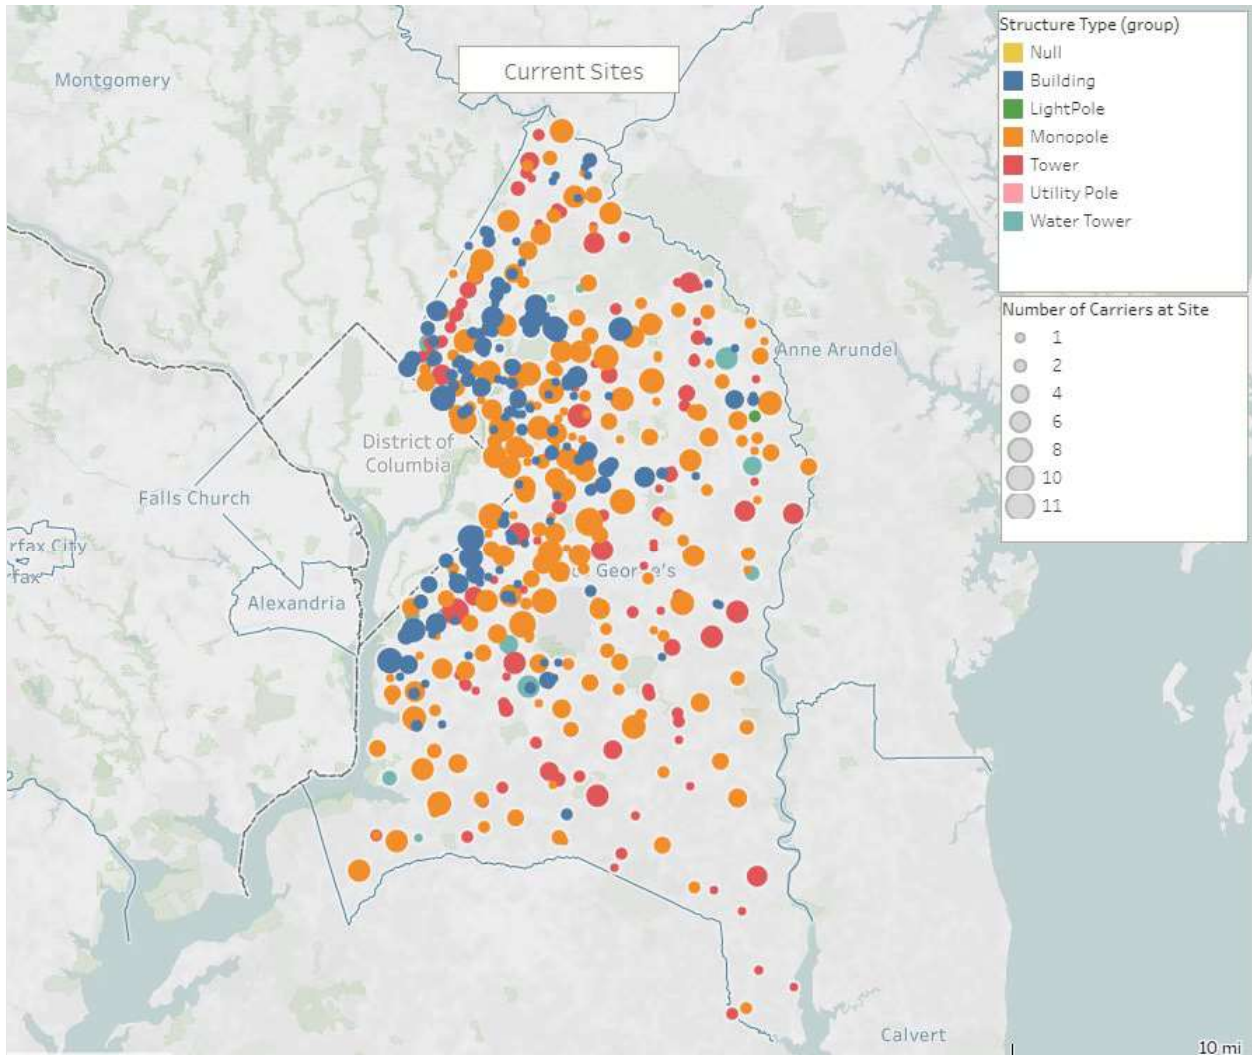 Montgomery
Current Sites
Structure Type (group)
Null
Building
LightPole
Monopole
Tower
Utility Pole
Water Tower
Number of Carriers at Site
1
2
4
6
8
10
11
Anne Arundel
District of
Columbia
Falls Church
rfax City
rfax
George's
Alexandria
Calvert
10 mi